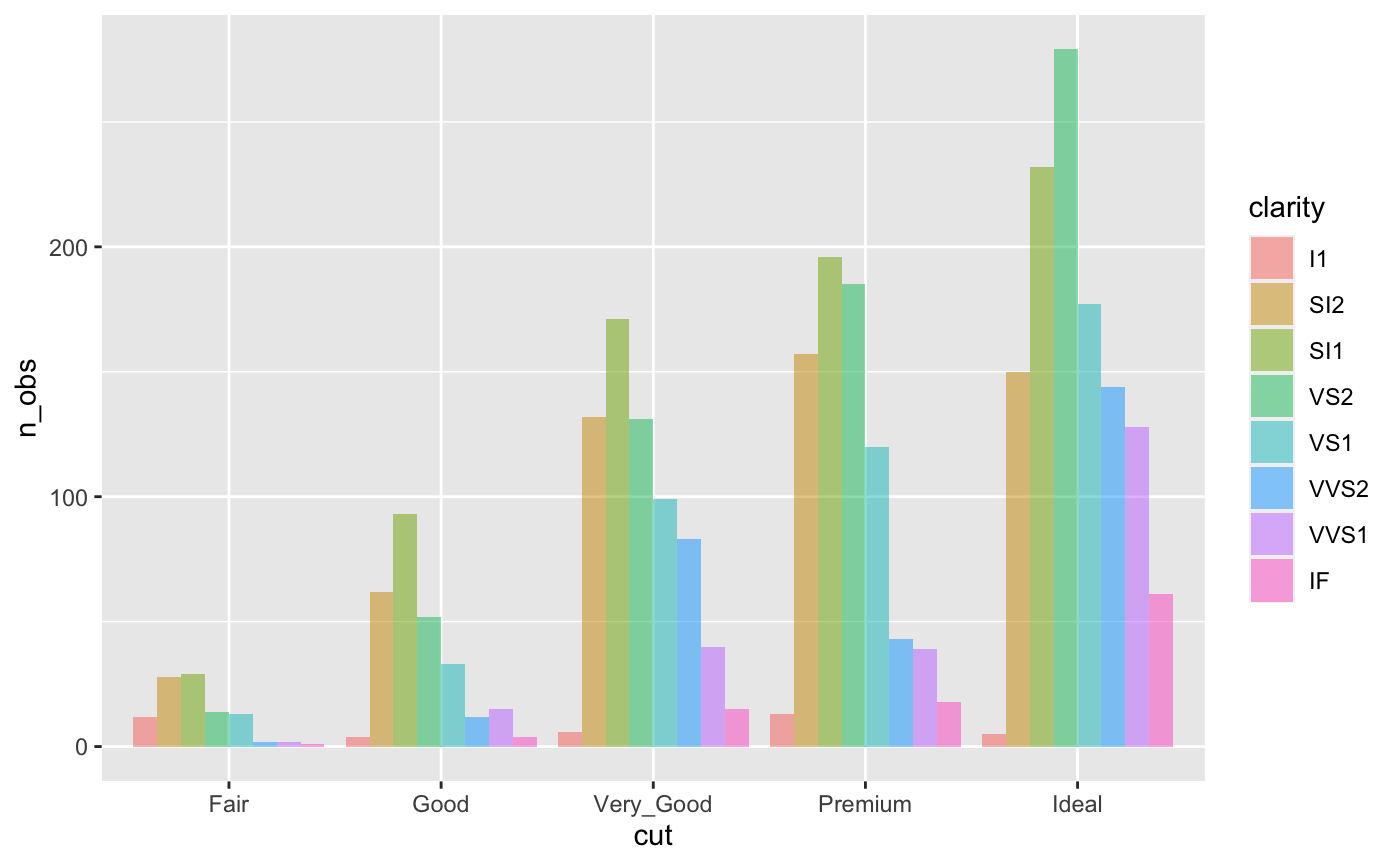 n_obs
200
100
0
Fair Good Very_Good Premium Ideal
cut
clarity
I1
SI2
SI1
VS2
VS1
VVS2
VVS1
IF